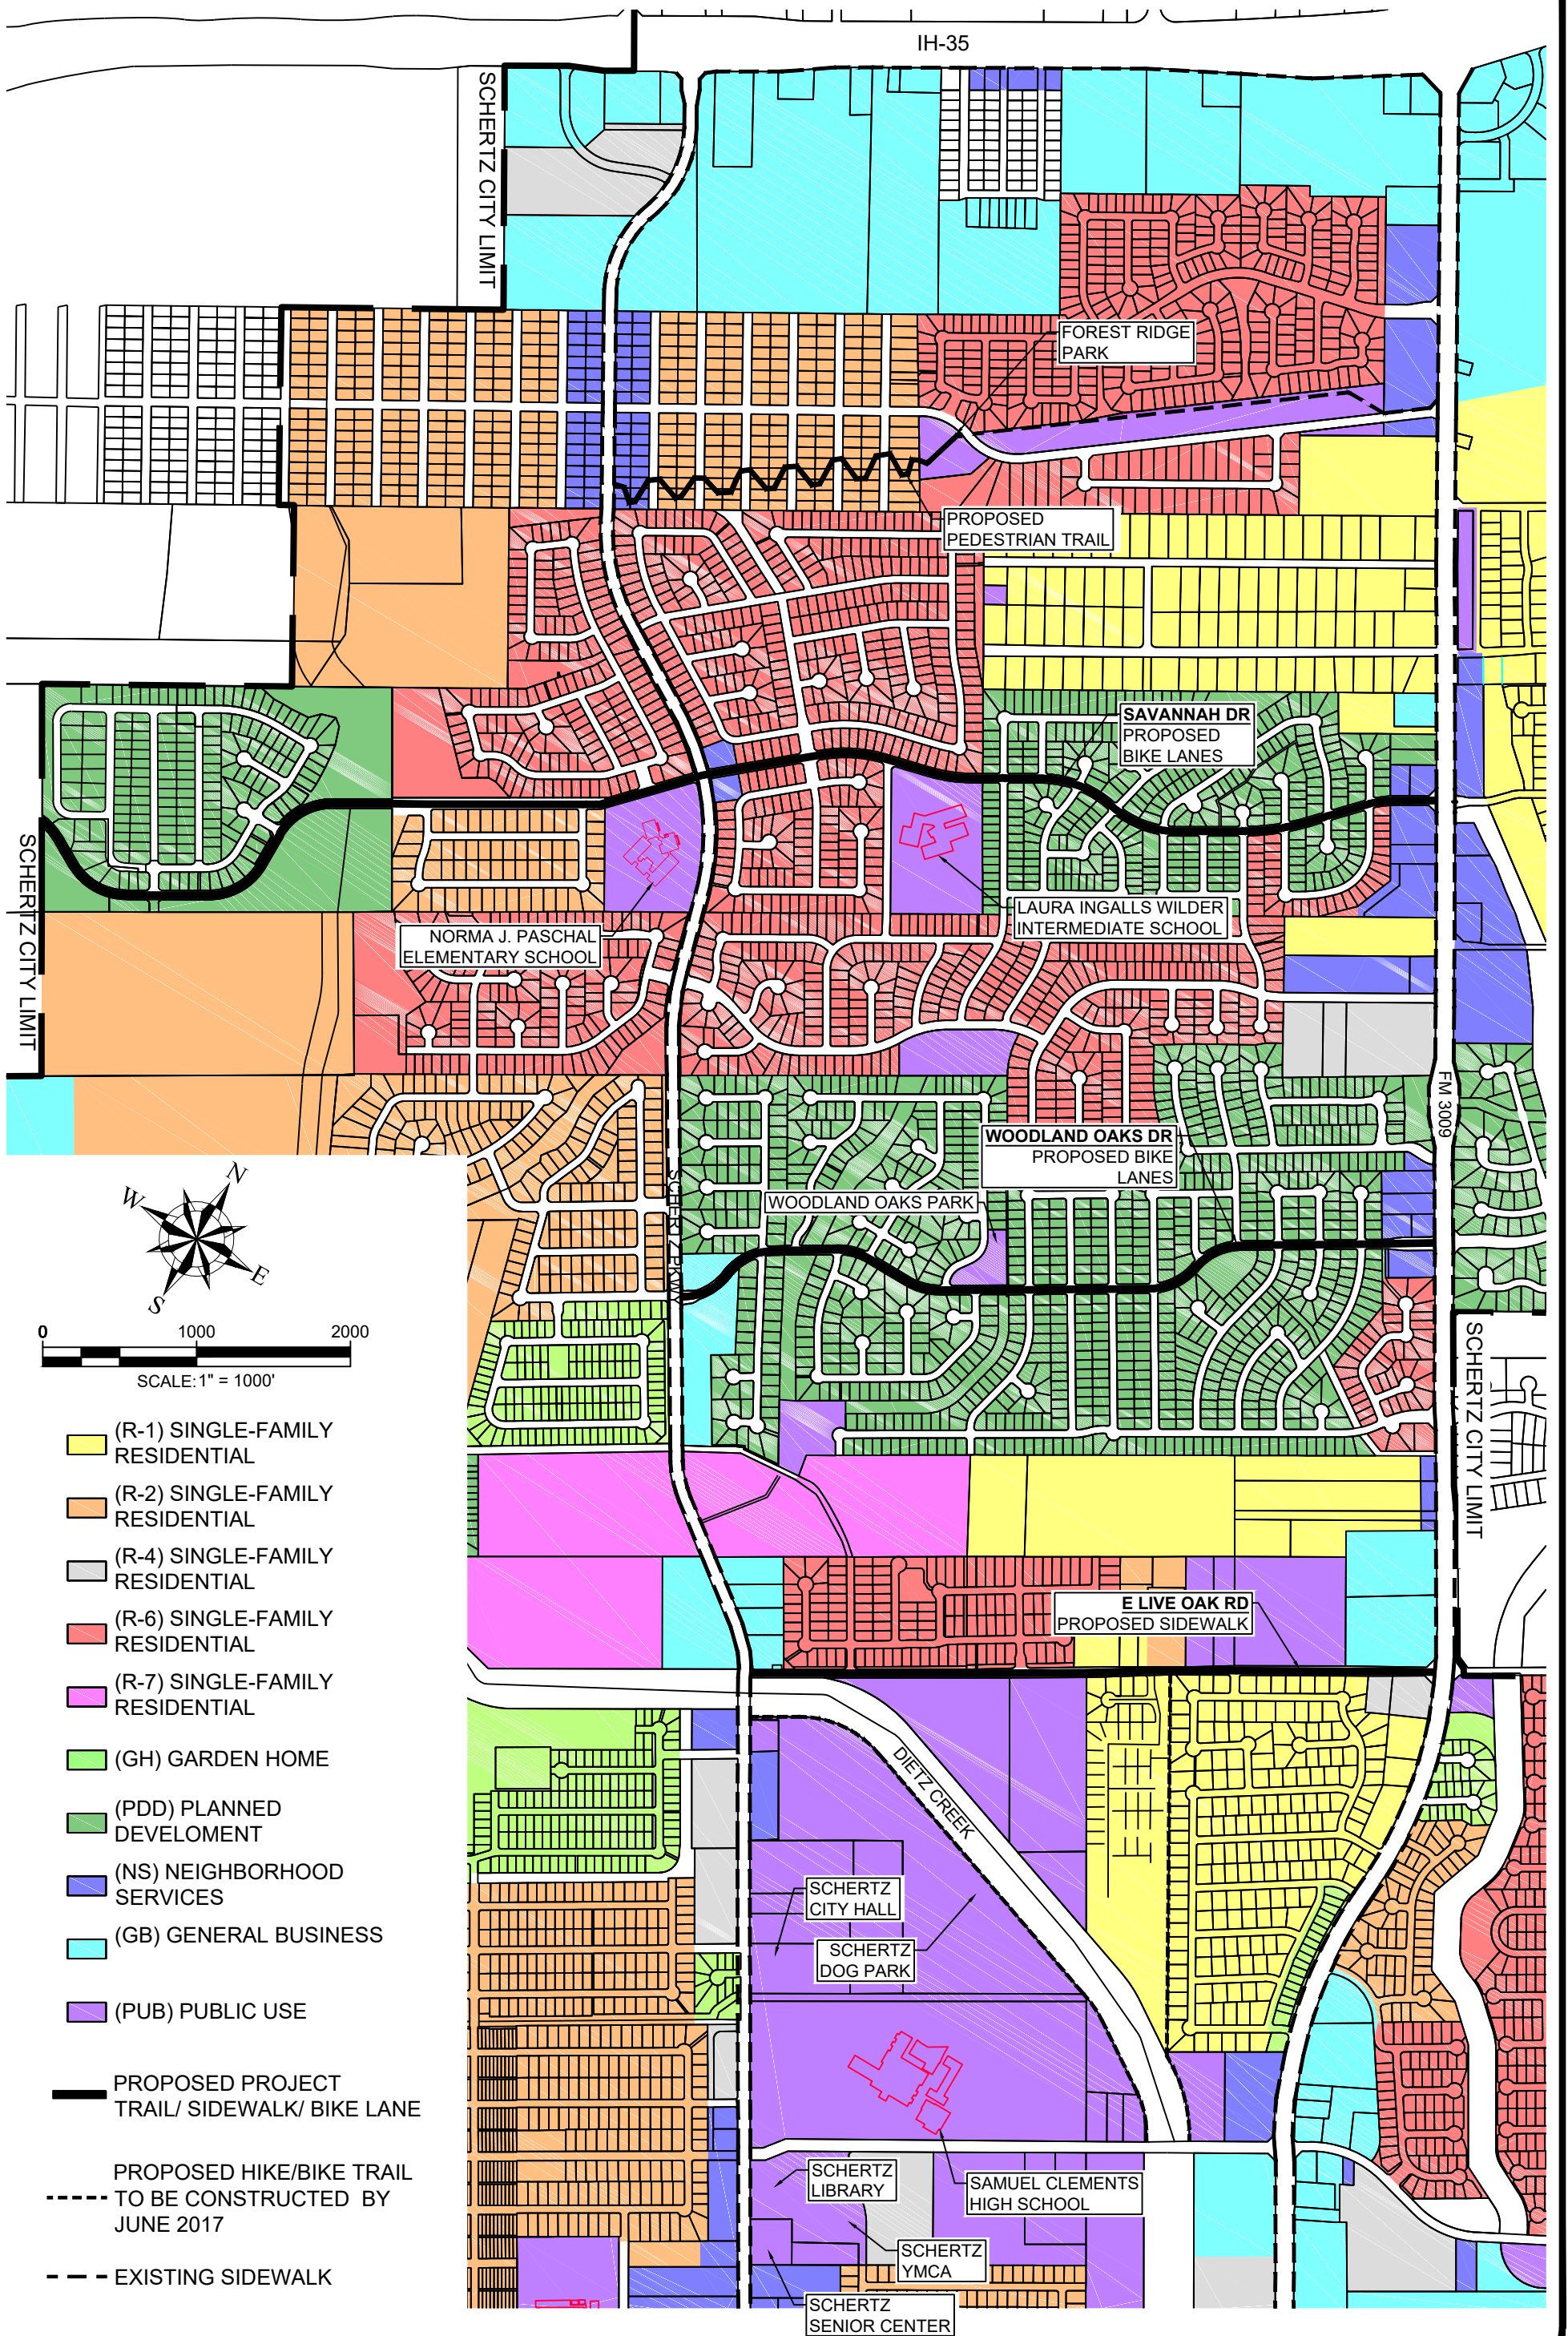 IH-35
SCHERTZ CITY LIMIT
FOREST RIDGE
PARK
PROPOSED
PEDESTRIAN TRAIL
SAVANNAH DR
PROPOSED
BIKE LANES
SCHERTZ CITY LIMIT
NORMA J. PASCHAL
ELEMENTARY SCHOOL
LAURA INGALLS WILDER
INTERMEDIATE SCHOOL
FM 3009
WOODLAND OAKS DR
PROPOSED BIKE
LANES
WOODLAND OAKS PARK
SCHERTZ PKWY
N
W
E
S
0 1000 2000
SCALE: 1" = 1000'
SCHERTZ CITY LIMIT
(R-1) SINGLE-FAMILY
RESIDENTIAL
(R-2) SINGLE-FAMILY
RESIDENTIAL
(R-4) SINGLE-FAMILY
RESIDENTIAL
(R-6) SINGLE-FAMILY
RESIDENTIAL
(R-7) SINGLE-FAMILY
RESIDENTIAL
(GH) GARDEN HOME
(PDD) PLANNED
DEVELOMENT
(NS) NEIGHBORHOOD
SERVICES
(GB) GENERAL BUSINESS
(PUB) PUBLIC USE
PROPOSED PROJECT
TRAIL/ SIDEWALK/ BIKE LANE
PROPOSED HIKE/BIKE TRAIL
TO BE CONSTRUCTED BY
JUNE 2017
EXISTING SIDEWALK
E LIVE OAK RD
PROPOSED SIDEWALK
DIETZ CREEK
SCHERTZ
CITY HALL
SCHERTZ
DOG PARK
SCHERTZ
LIBRARY
SAMUEL CLEMENTS
HIGH SCHOOL
SCHERTZ
YMCA
SCHERTZ
SENIOR CENTER